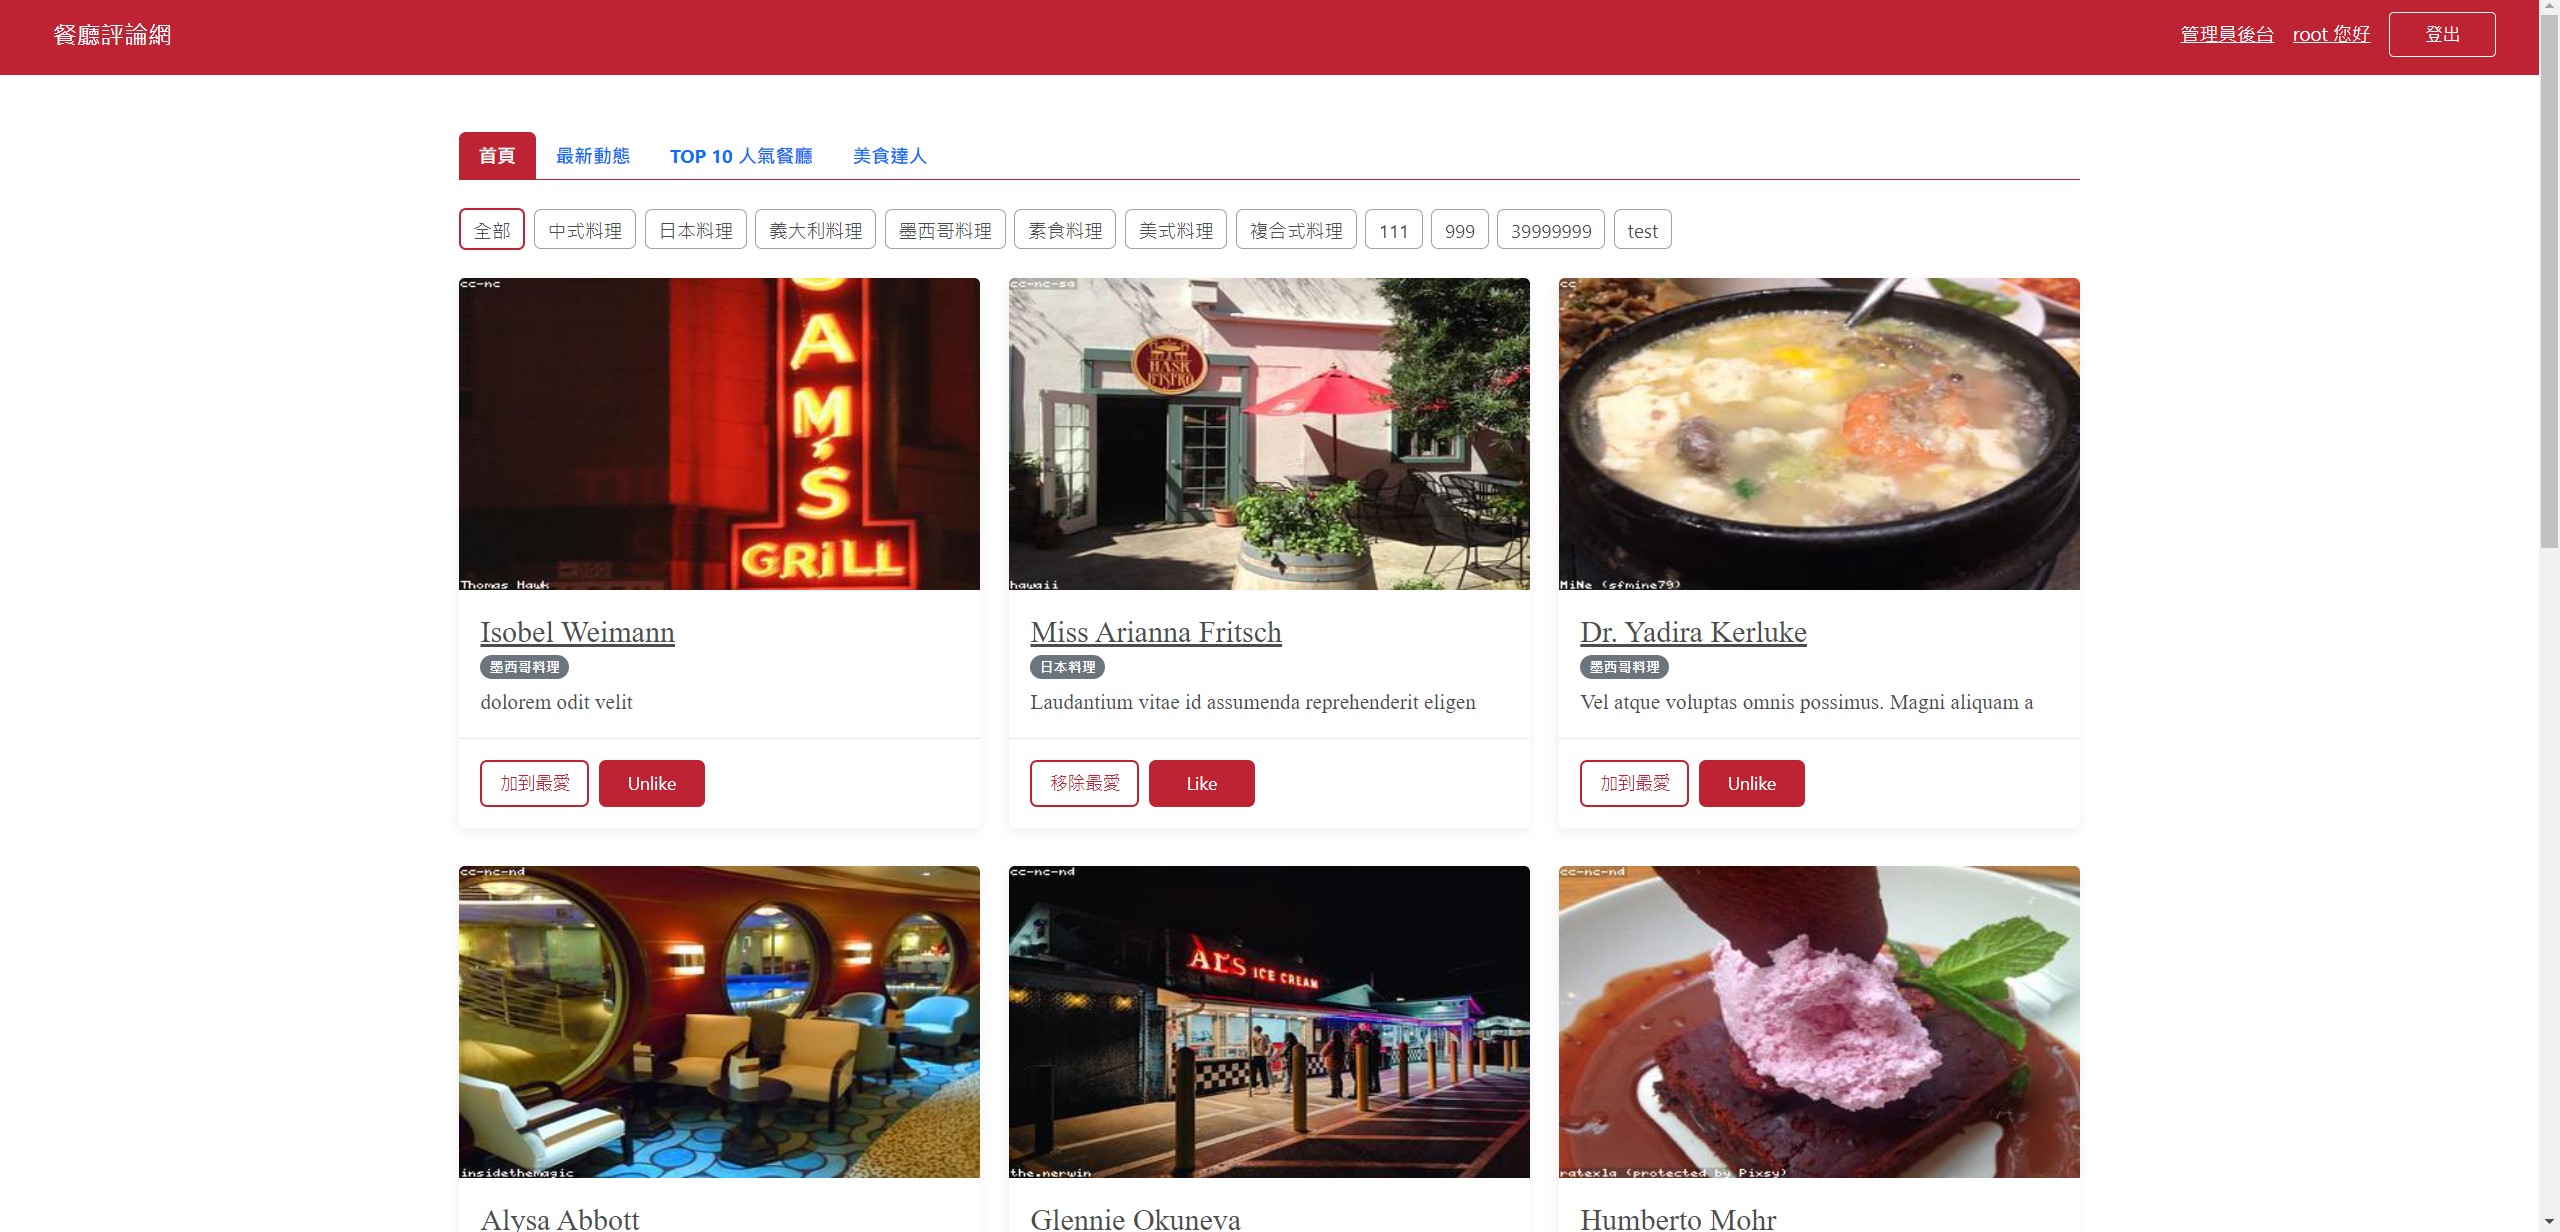 餐廳評論網
管理員後台 root 您好 登出
首頁 最新動態 TOP 10 人氣餐廳 美食達人
全部 中式料理 日本料理 義大利料理 墨西哥料理 素食料理 美式料理 複合式料理 111 999 39999999 test
cc-nc
AM'S
GRILL
Thomas Hawk
cc-nc-sa
HASR
BISTRO
hawaii
cc
MiNe (sfmine79)
Isobel Weimann
墨西哥料理
dolorem odit velit
加到最愛 Unlike
Miss Arianna Fritsch
日本料理
Laudantium vitae id assumenda reprehenderit eligen
移除最愛 Like
Dr. Yadira Kerluke
墨西哥料理
Vel atque voluptas omnis possimus. Magni aliquam a
加到最愛 Unlike
cc-nc-nd
insidethemagic
cc-nc-nd
AL'S ICE CREAM
the.nerwin
cc-nc-nd
ratexla (protected by Pixsy)
Alysa Abbott
Glennie Okuneva
Humberto Mohr